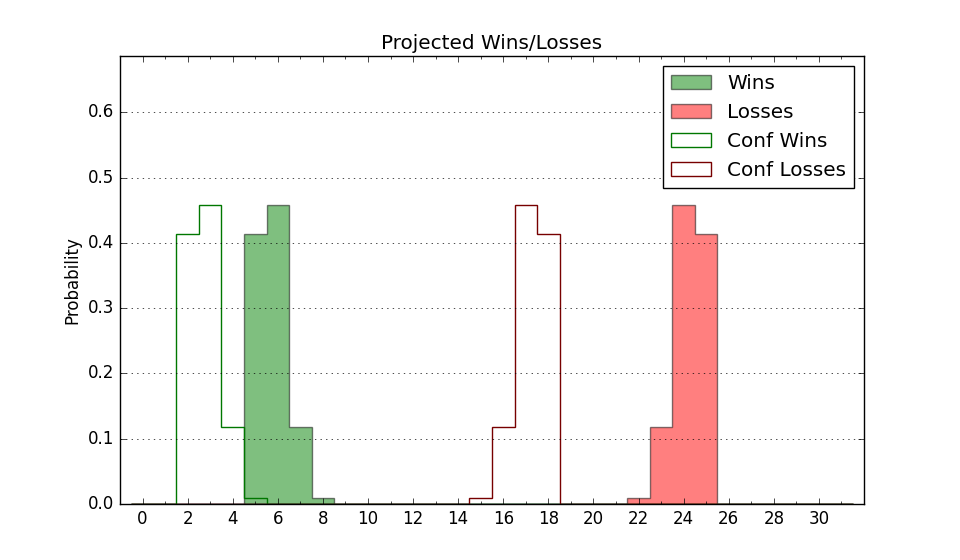 Projected Wins/Losses
Wins
Losses
Conf Wins
Conf Losses
Probability
0.6
0.5
0.4
0.3
0.2
0.1
0.0
0 2 4 6 8 10 12 14 16 18 20 22 24 26 28 30